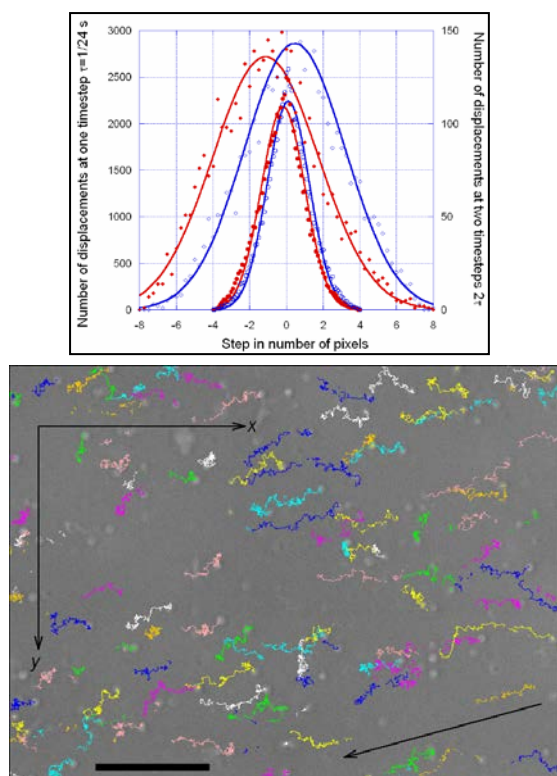 Number of displacements at one timestep τ=1/24 s
3000
2500
2000
1500
1000
500
0
150
100
50
0
Number of displacements at two timesteps 2τ
-8 -6 -4 -2 0 2 4 6 8
Step in number of pixels
x
y